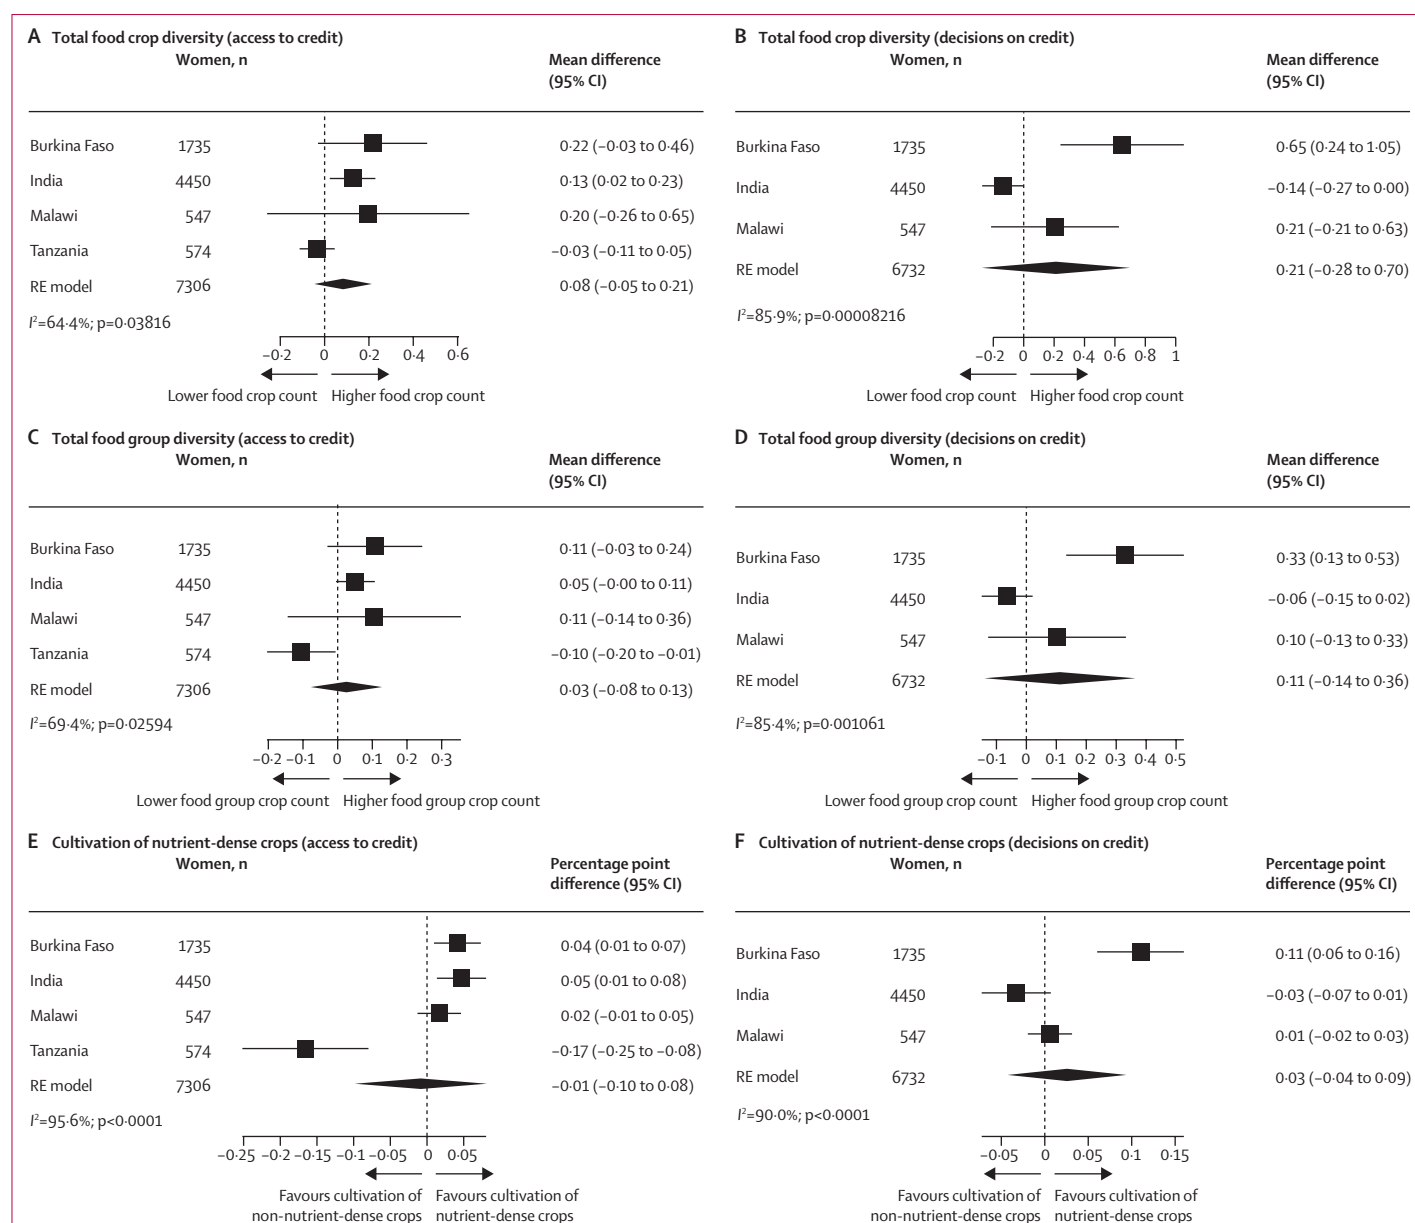 A Total food crop diversity (access to credit)
Women, n Mean difference
(95% CI)
Burkina Faso 1735 0·22 (−0·03 to 0·46)
India 4450 0·13 (0·02 to 0·23)
Malawi 547 0·20 (−0·26 to 0·65)
Tanzania 574 −0·03 (−0·11 to 0·05)
RE model 7306 0·08 (−0·05 to 0·21)
I²=64·4%; p=0·03816
−0·2 0 0·2 0·4 0·6
Lower food crop count Higher food crop count
B Total food crop diversity (decisions on credit)
Women, n Mean difference
(95% CI)
Burkina Faso 1735 0·65 (0·24 to 1·05)
India 4450 −0·14 (−0·27 to 0·00)
Malawi 547 0·21 (−0·21 to 0·63)
RE model 6732 0·21 (−0·28 to 0·70)
I²=85·9%; p=0·00008216
−0·2 0 0·2 0·4 0·6 0·8 1
Lower food crop count Higher food crop count
C Total food group diversity (access to credit)
Women, n Mean difference
(95% CI)
Burkina Faso 1735 0·11 (−0·03 to 0·24)
India 4450 0·05 (−0·00 to 0·11)
Malawi 547 0·11 (−0·14 to 0·36)
Tanzania 574 −0·10 (−0·20 to −0·01)
RE model 7306 0·03 (−0·08 to 0·13)
I²=69·4%; p=0·02594
−0·2 −0·1 0 0·1 0·2 0·3
Lower food group crop count Higher food group crop count
D Total food group diversity (decisions on credit)
Women, n Mean difference
(95% CI)
Burkina Faso 1735 0·33 (0·13 to 0·53)
India 4450 −0·06 (−0·15 to 0·02)
Malawi 547 0·10 (−0·13 to 0·33)
RE model 6732 0·11 (−0·14 to 0·36)
I²=85·4%; p=0·001061
−0·1 0 0·1 0·2 0·3 0·4 0·5
Lower food group crop count Higher food group crop count
E Cultivation of nutrient-dense crops (access to credit)
Women, n Percentage point
difference (95% CI)
Burkina Faso 1735 0·04 (0·01 to 0·07)
India 4450 0·05 (0·01 to 0·08)
Malawi 547 0·02 (−0·01 to 0·05)
Tanzania 574 −0·17 (−0·25 to −0·08)
RE model 7306 −0·01 (−0·10 to 0·08)
I²=95·6%; p<0·0001
−0·25 −0·2 −0·15 −0·1 −0·05 0 0·05
Favours cultivation of Favours cultivation of
non-nutrient-dense crops nutrient-dense crops
F Cultivation of nutrient-dense crops (decisions on credit)
Women, n Percentage point
difference (95% CI)
Burkina Faso 1735 0·11 (0·06 to 0·16)
India 4450 −0·03 (−0·07 to 0·01)
Malawi 547 0·01 (−0·02 to 0·03)
RE model 6732 0·03 (−0·04 to 0·09)
I²=90·0%; p<0·0001
−0·05 0 0·05 0·1 0·15
Favours cultivation of Favours cultivation of
non-nutrient-dense crops nutrient-dense crops